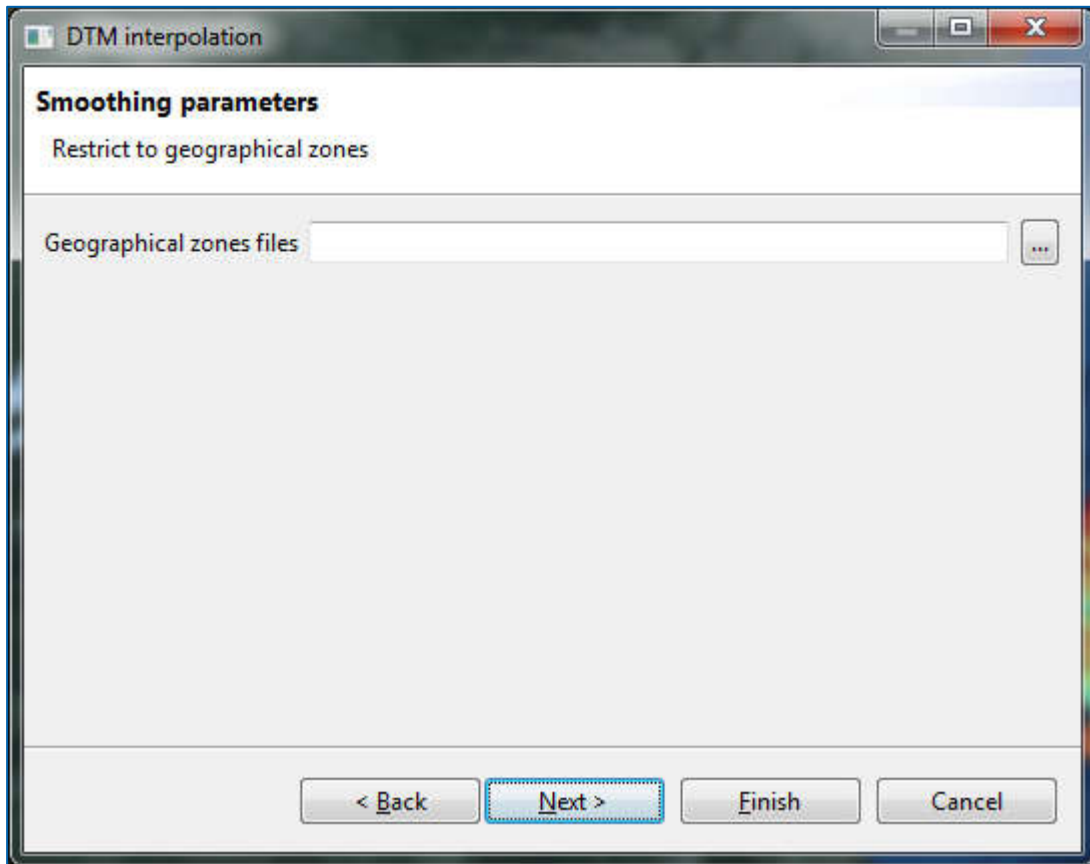 DTM interpolation
Smoothing parameters
Restrict to geographical zones
Geographical zones files ...
< Back Next > Finish Cancel